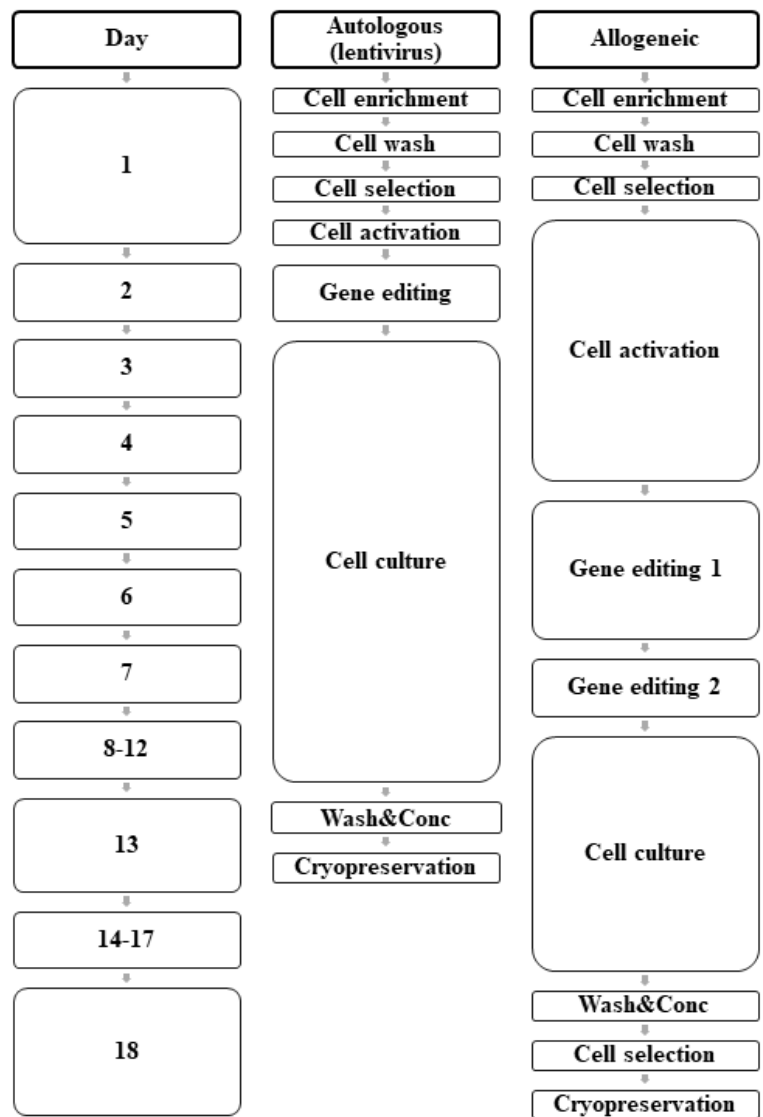 Day
1
2
3
4
5
6
7
8-12
13
14-17
18
Autologous
(lentivirus)
Cell enrichment
Cell wash
Cell selection
Cell activation
Gene editing
Cell culture
Wash&Conc
Cryopreservation
Allogeneic
Cell enrichment
Cell wash
Cell selection
Cell activation
Gene editing 1
Gene editing 2
Cell culture
Wash&Conc
Cell selection
Cryopreservation